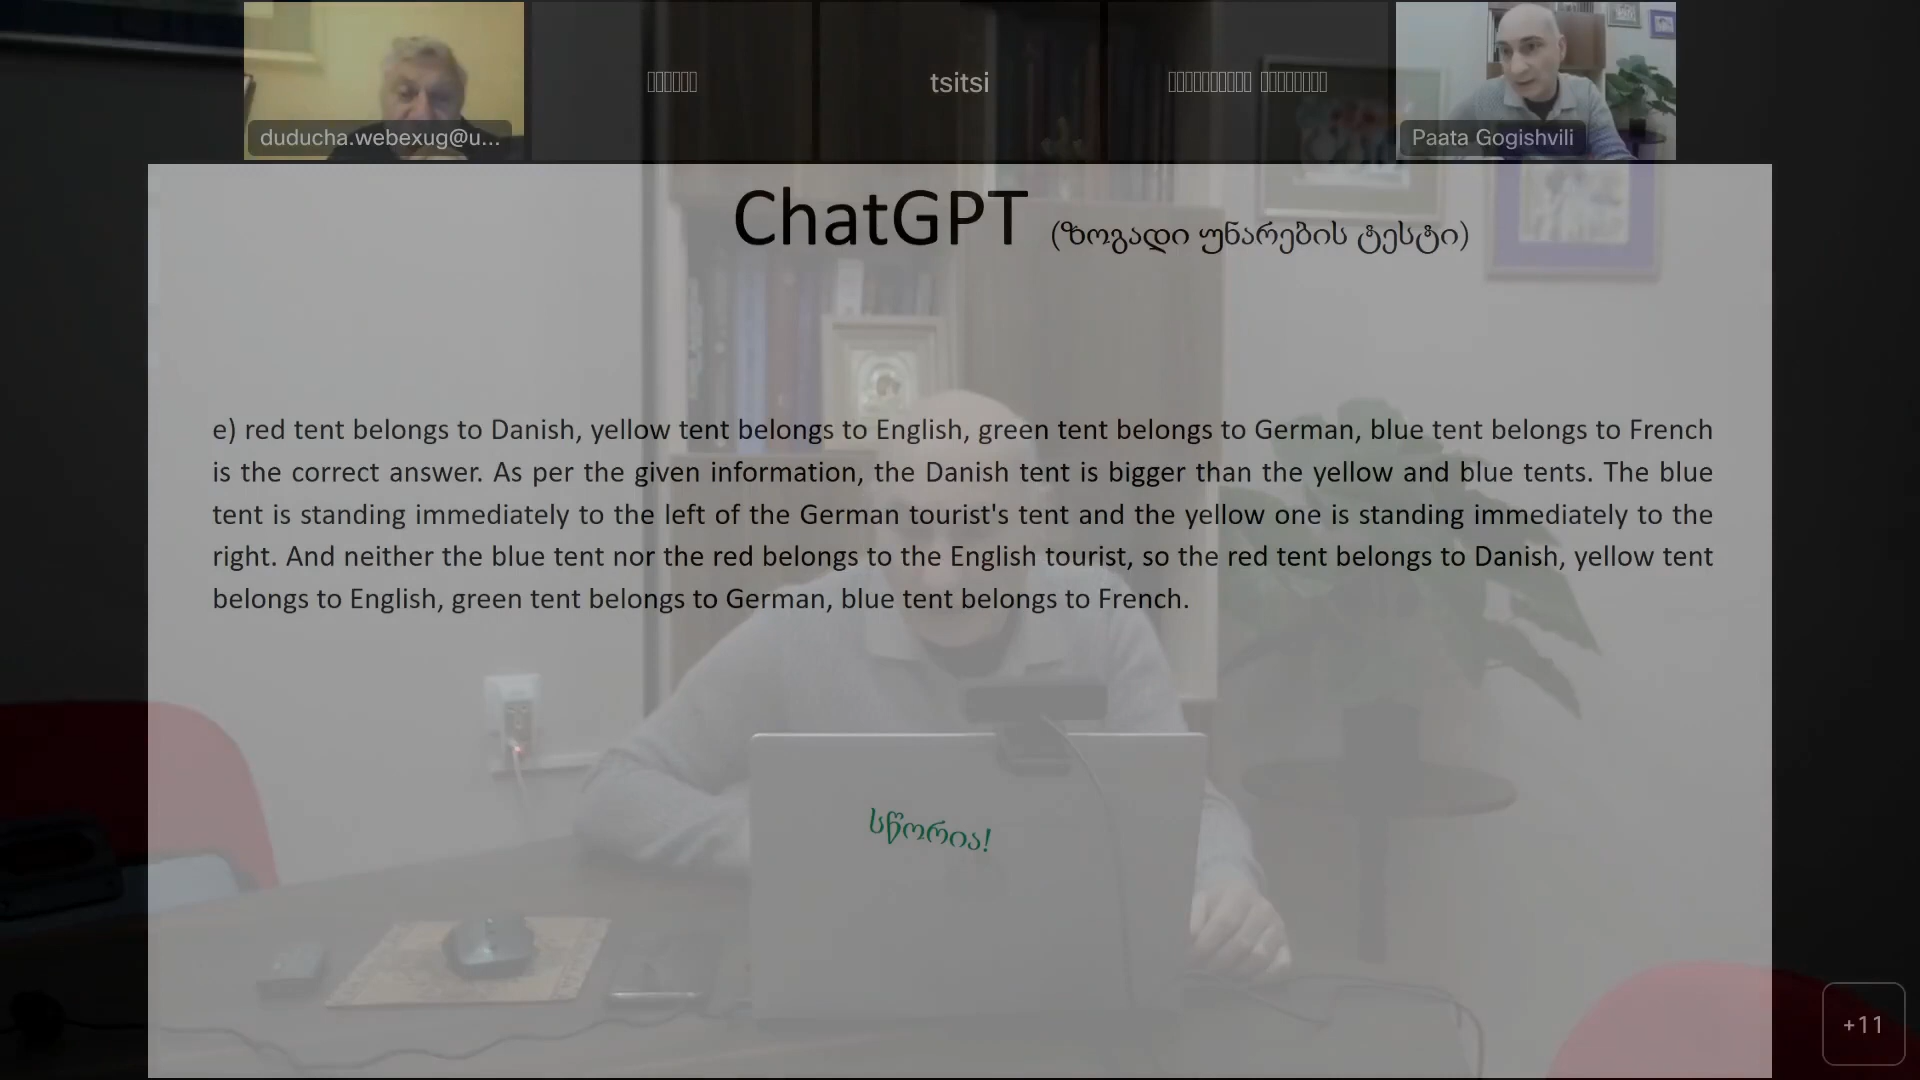 tsitsi
duducha.webexug@u...
Paata Gogishvili
ChatGPT (ზოგადი უნარების ტესტი)
e) red tent belongs to Danish, yellow tent belongs to English, green tent belongs to German, blue tent belongs to French
is the correct answer. As per the given information, the Danish tent is bigger than the yellow and blue tents. The blue
tent is standing immediately to the left of the German tourist's tent and the yellow one is standing immediately to the
right. And neither the blue tent nor the red belongs to the English tourist, so the red tent belongs to Danish, yellow tent
belongs to English, green tent belongs to German, blue tent belongs to French.
სწორია!
+11